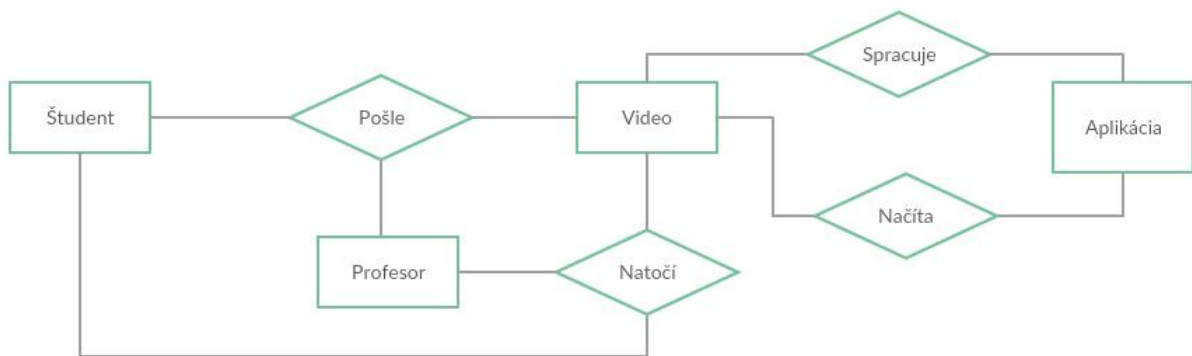 Spracuje
Študent
Pošle
Video
Aplikácia
Načíta
Profesor
Natočí